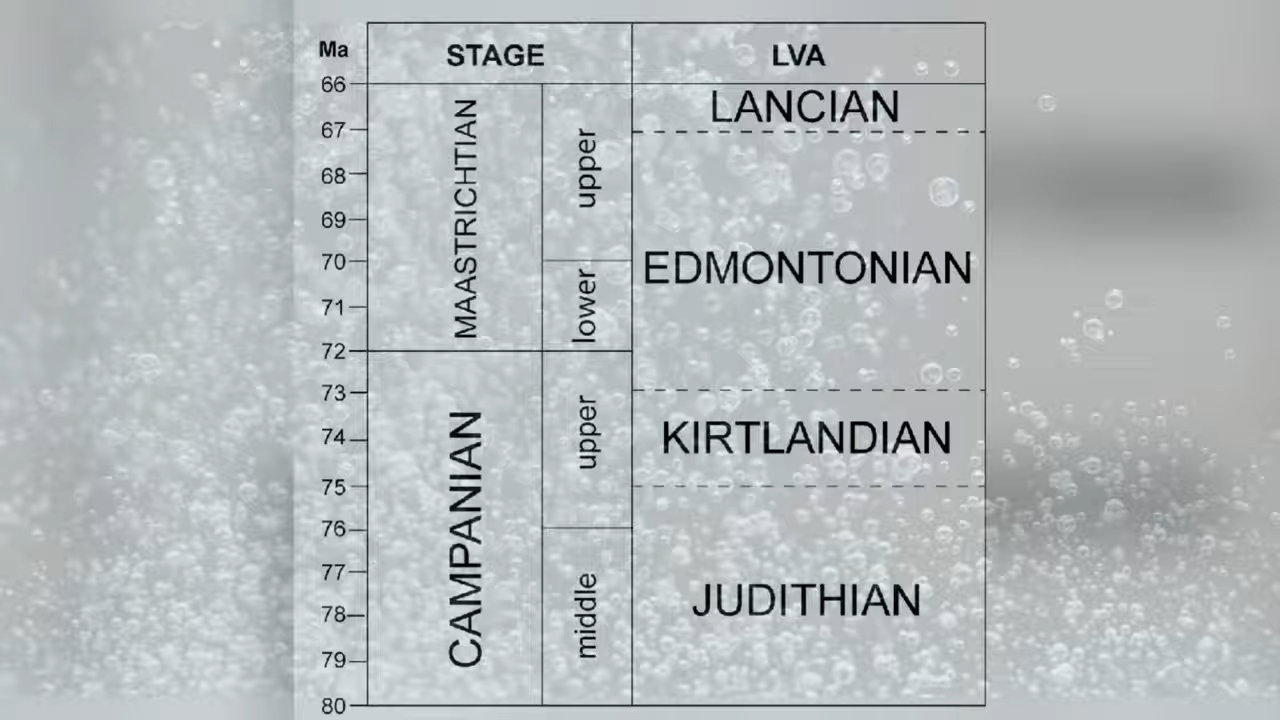 Ma STAGE LVA
66
67
68
69
70
71
72
73
74
75
76
77
78
79
80
MAASTRICHTIAN
CAMPANIAN
upper
lower
upper
middle
LANCIAN
EDMONTONIAN
KIRTLANDIAN
JUDITHIAN